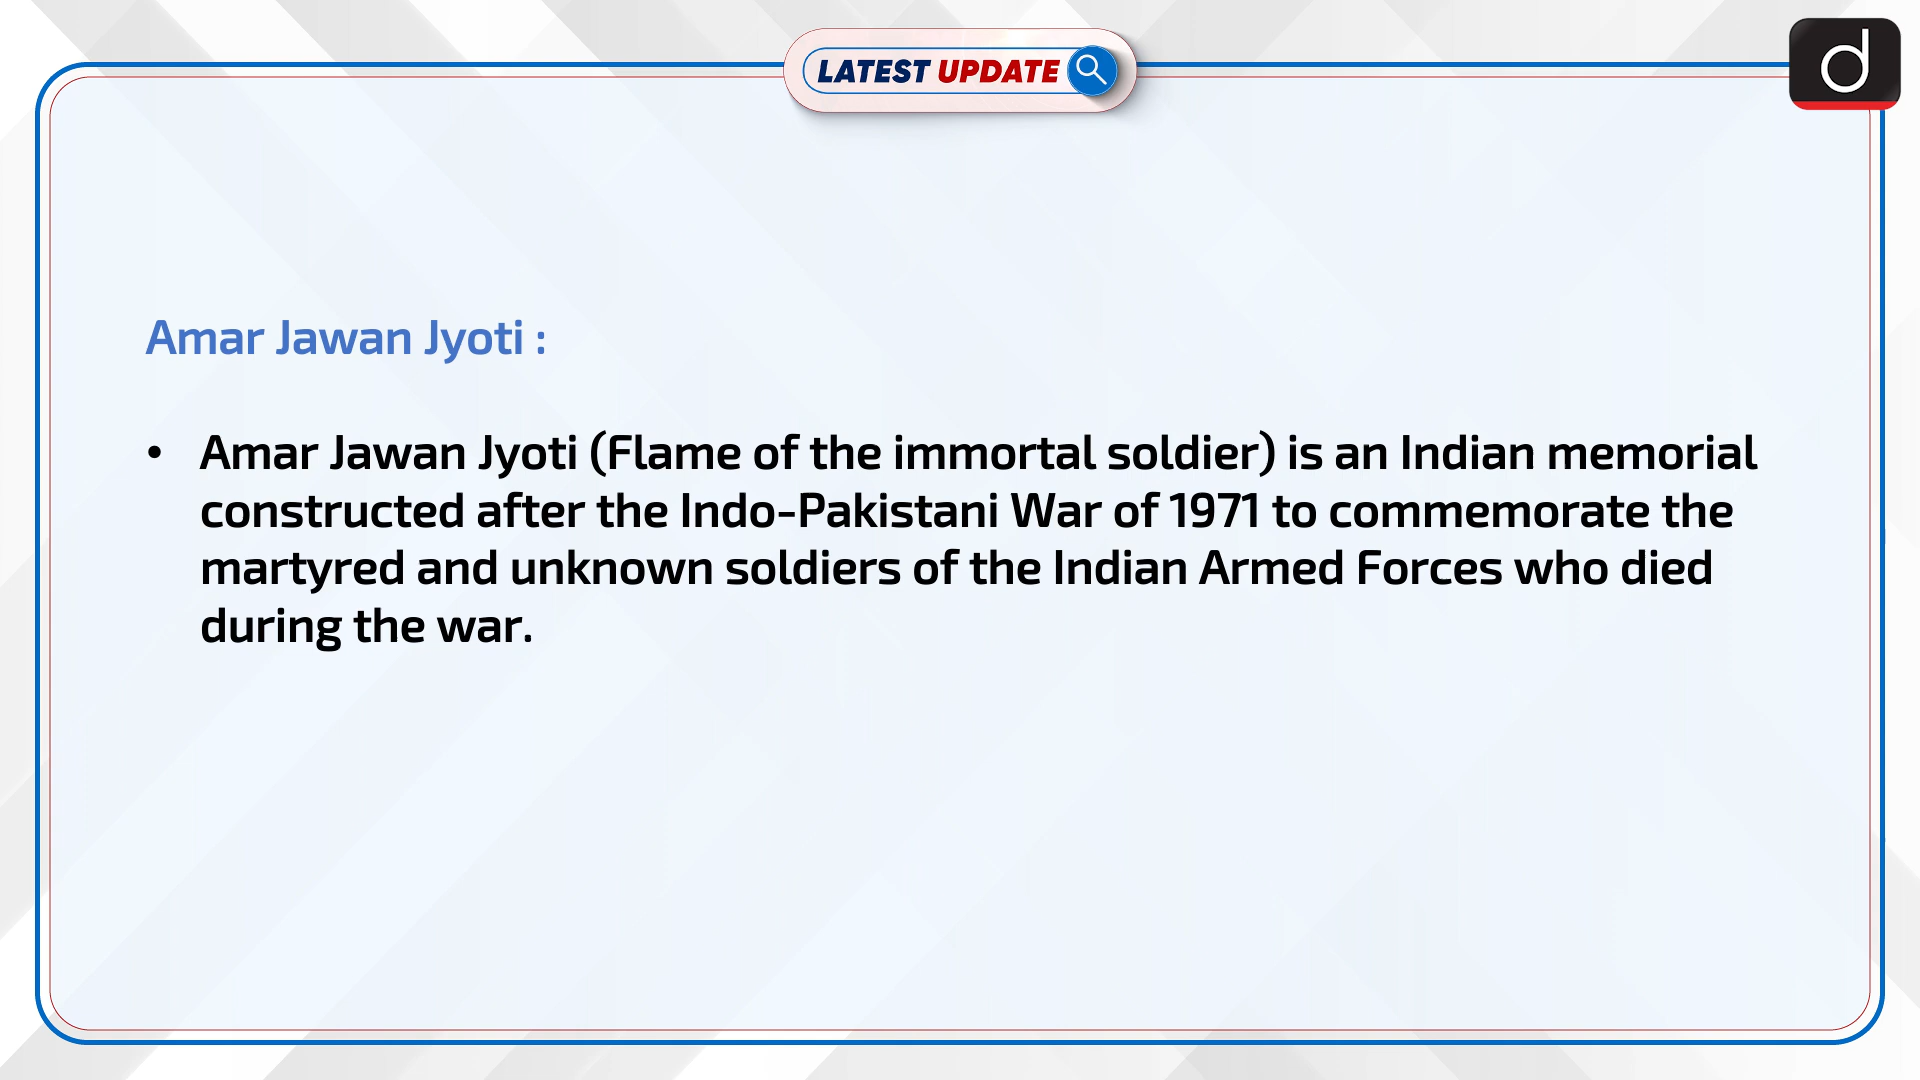 LATEST UPDATE
d
Amar Jawan Jyoti :
• Amar Jawan Jyoti (Flame of the immortal soldier) is an Indian memorial
constructed after the Indo-Pakistani War of 1971 to commemorate the
martyred and unknown soldiers of the Indian Armed Forces who died
during the war.